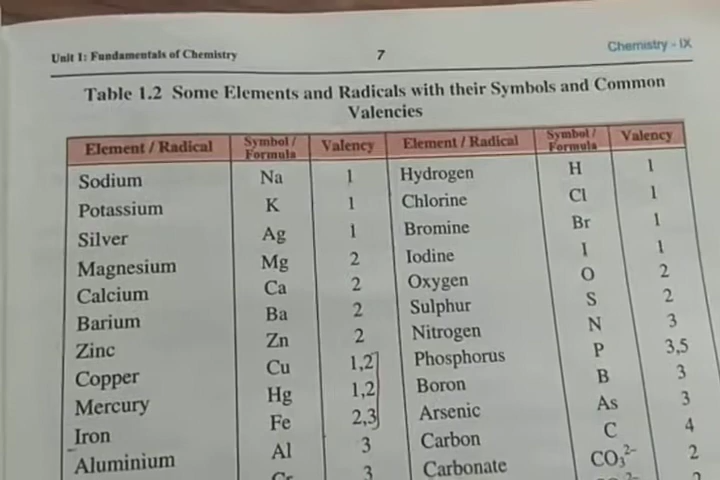 Unit 1: Fundamentals of Chemistry 7 Chemistry - IX
Table 1.2 Some Elements and Radicals with their Symbols and Common
Valencies
Element / Radical Symbol / Formula Valency Element / Radical Symbol / Formula Valency
Sodium Na 1 Hydrogen H 1
Potassium K 1 Chlorine Cl 1
Silver Ag 1 Bromine Br 1
Magnesium Mg 2 Iodine I 1
Calcium Ca 2 Oxygen O 2
Barium Ba 2 Sulphur S 2
Zinc Zn 2 Nitrogen N 3
Copper Cu 1,2 Phosphorus P 3,5
Mercury Hg 1,2 Boron B 3
Iron Fe 2,3 Arsenic As 3
Aluminium Al 3 Carbon C 4
Cr 3 Carbonate CO₃²⁻ 2